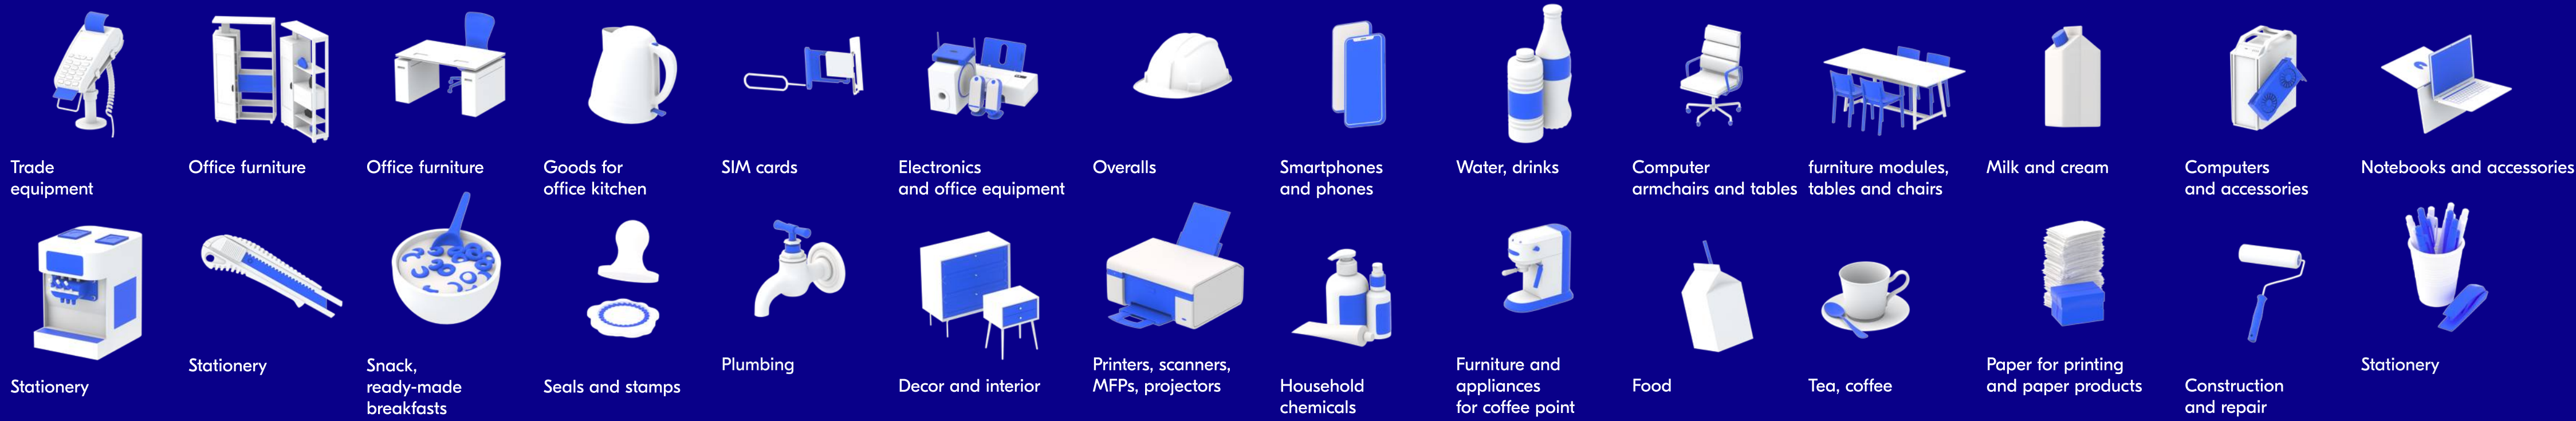 Trade
equipment
Office furniture
Office furniture
Goods for
office kitchen
SIM cards
Electronics
and office equipment
Overalls
Smartphones
and phones
Water, drinks
Computer
armchairs and tables
furniture modules,
tables and chairs
Milk and cream
Computers
and accessories
Notebooks and accessories
Stationery
Stationery
Snack,
ready-made
breakfasts
Seals and stamps
Plumbing
Decor and interior
Printers, scanners,
MFPs, projectors
Household
chemicals
Furniture and
appliances
for coffee point
Food
Tea, coffee
Paper for printing
and paper products
Construction
and repair
Stationery